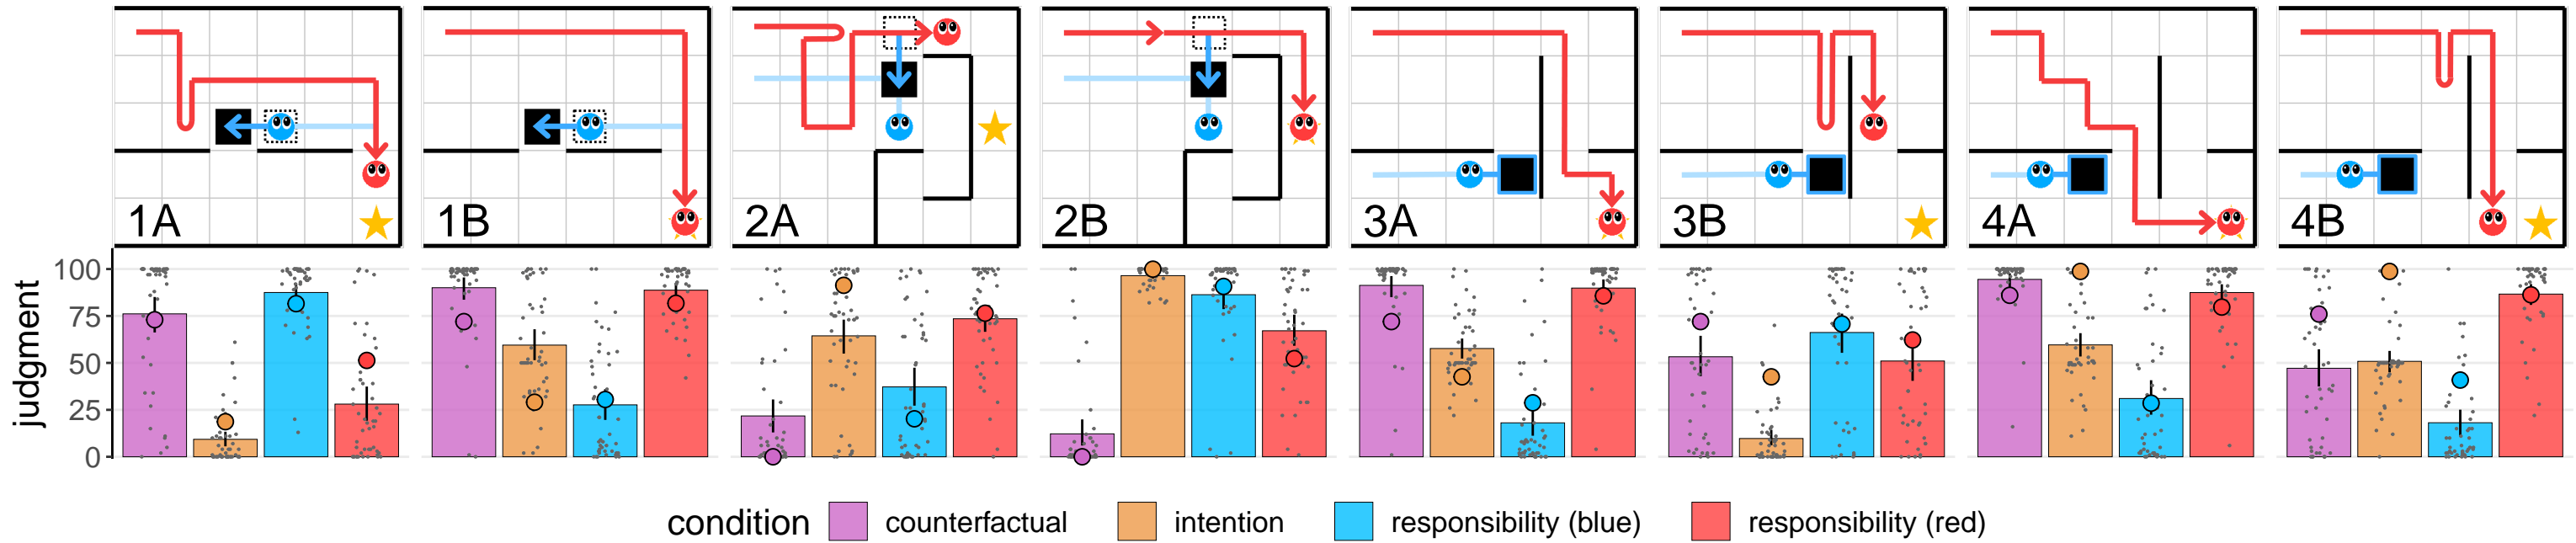 1A 1B 2A 2B 3A 3B 4A 4B
judgment
100
75
50
25
0
condition counterfactual intention responsibility (blue) responsibility (red)